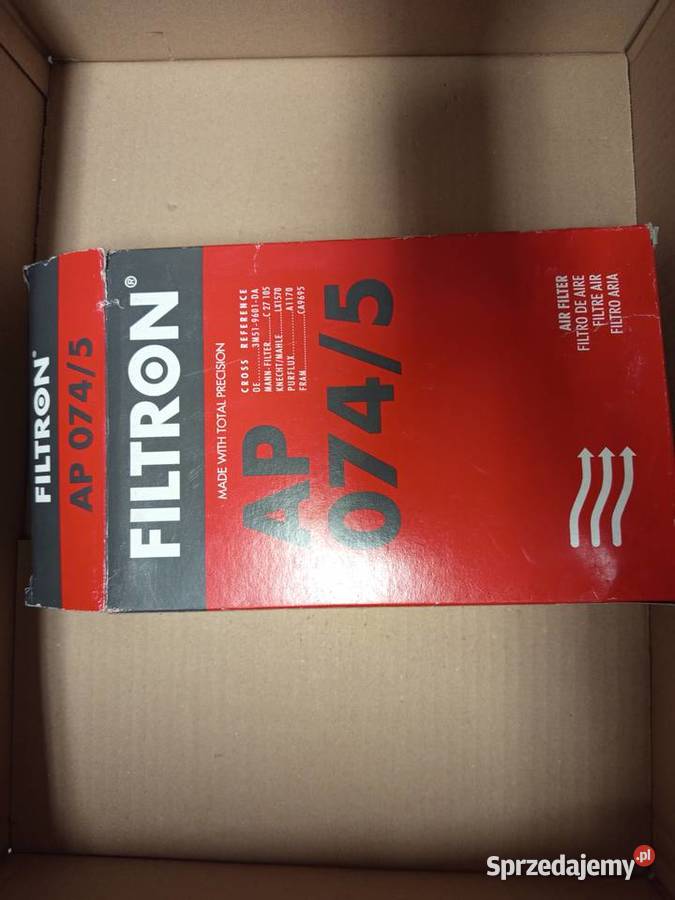 FILTRON®
AP 074/5
FILTRON®
MADE WITH TOTAL PRECISION
CROSS REFERENCE
OE..........3M51-9601-DA
MANN-FILTER..........C 27 105
KNECHT/MAHLE..........LX1570
PURFLUX..........A1170
FRAM..........CA9695
AP
074/5
AIR FILTER
FILTRO DE AIRE
FILTRE AIR
FILTRO ARIA
Sprzedajemy.pl